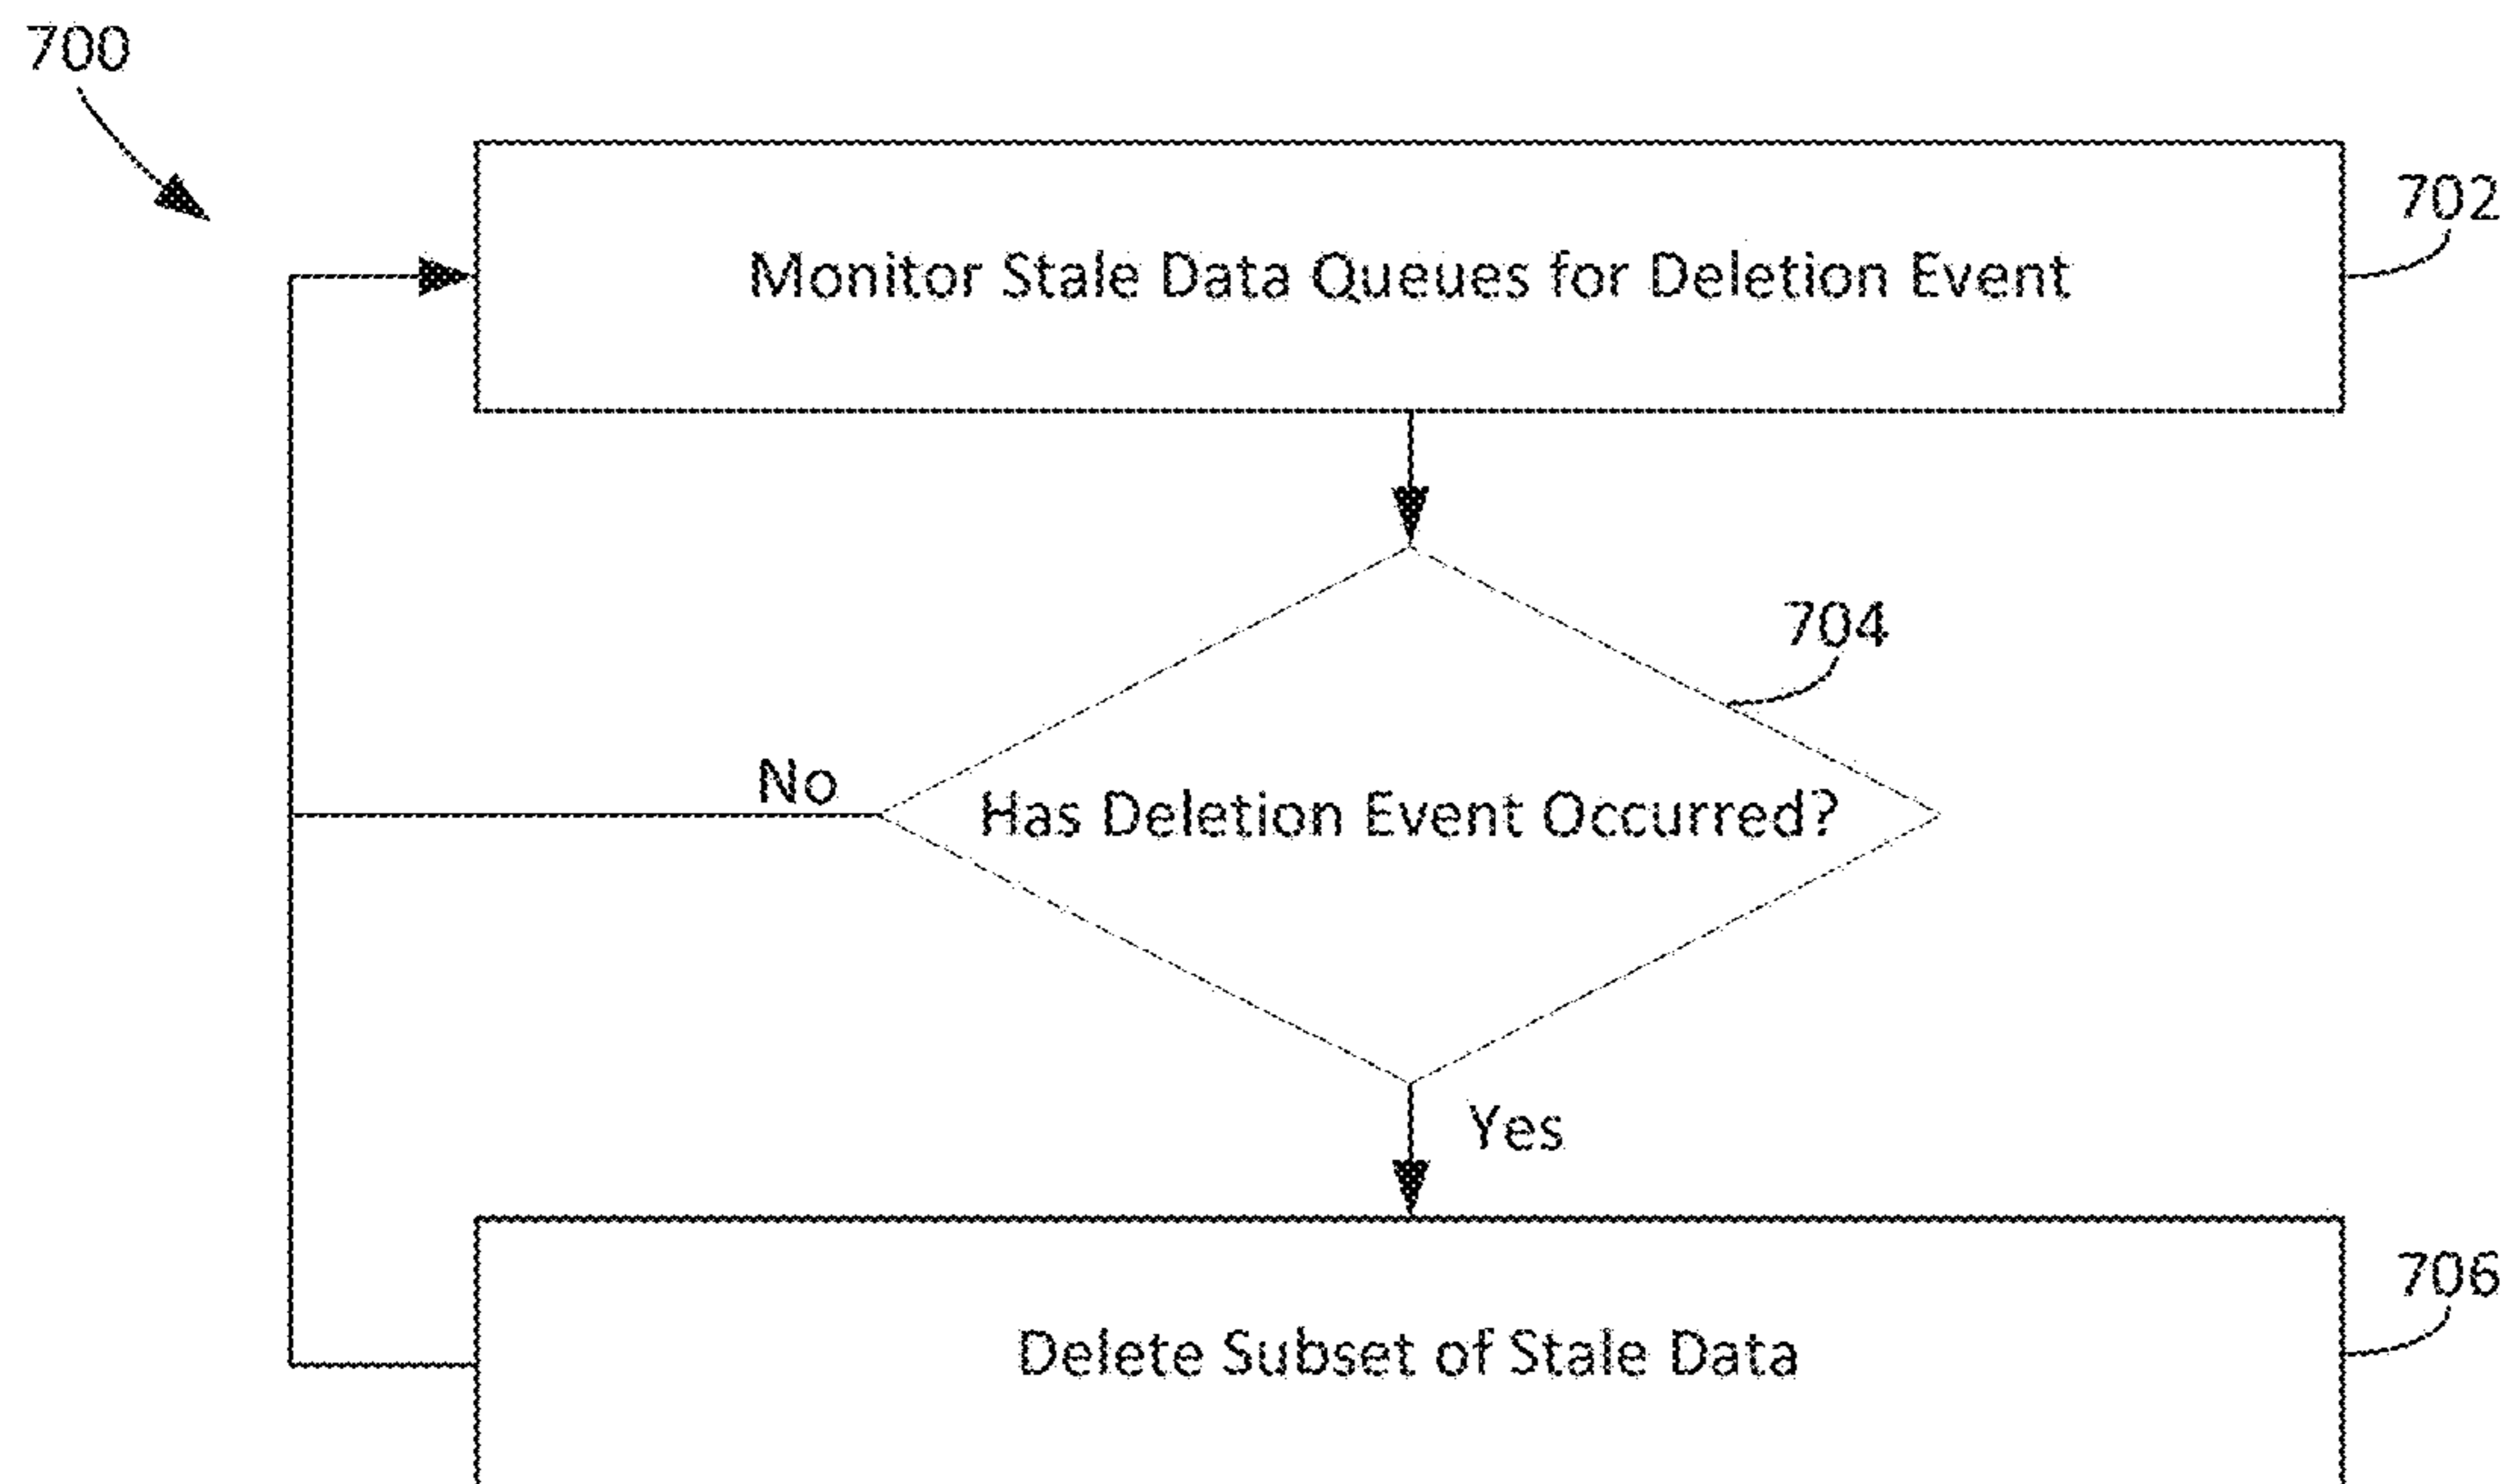 700
702
Monitor Stale Data Queues for Deletion Event
704
No
Has Deletion Event Occurred?
Yes
706
Delete Subset of Stale Data